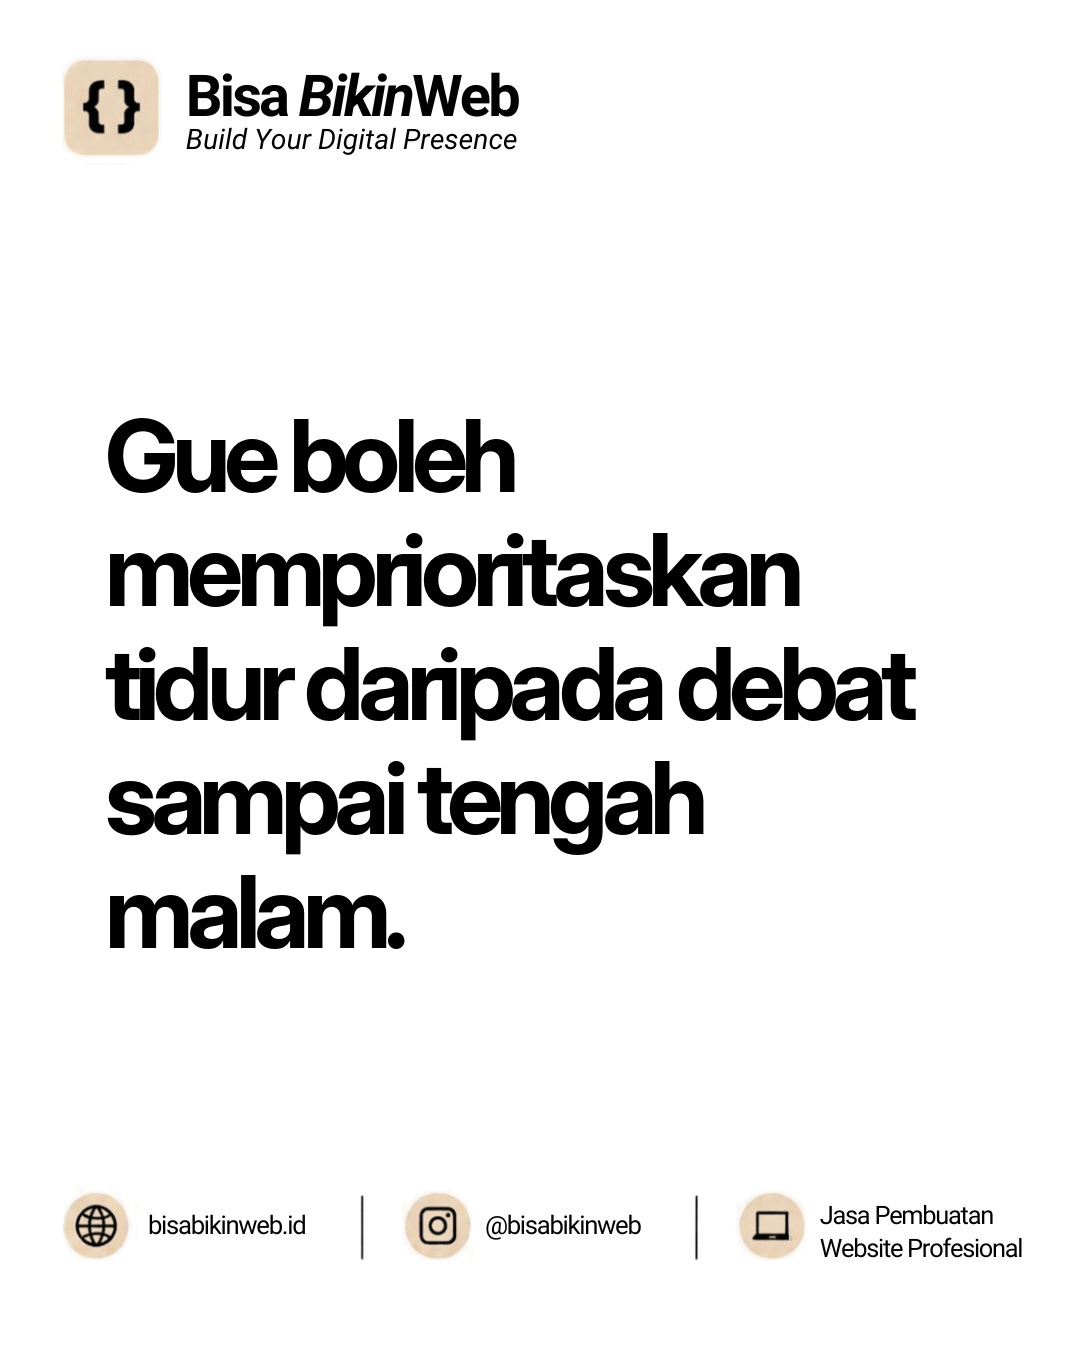 { }
Bisa BikinWeb
Build Your Digital Presence
Gue boleh
memprioritaskan
tidur daripada debat
sampai tengah
malam.
bisabikinweb.id
@bisabikinweb
Jasa Pembuatan
Website Profesional